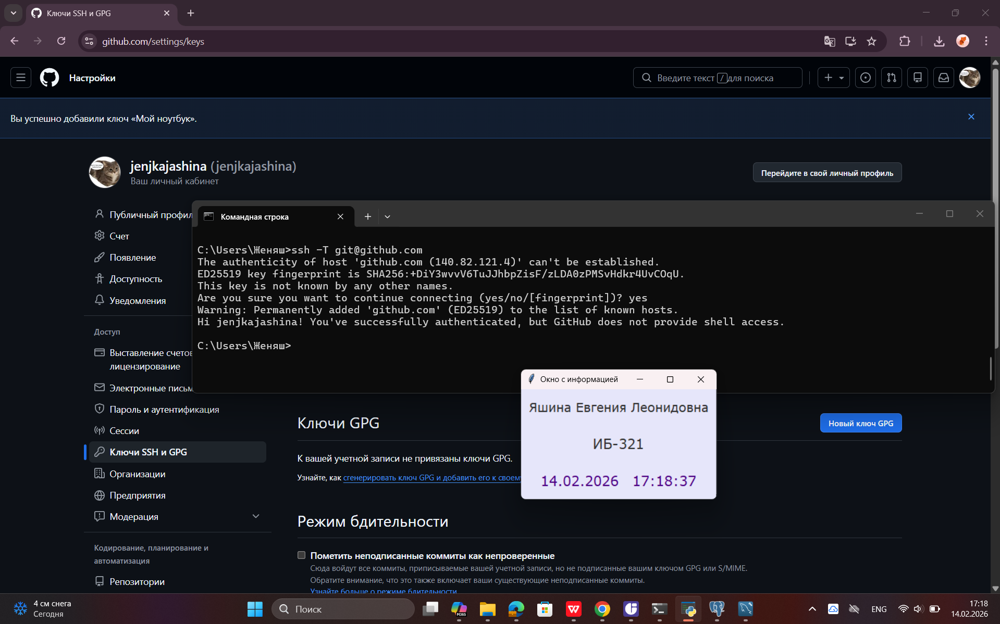 Ключи SSH и GPG
github.com/settings/keys
Настройки
Введите текст / для поиска
Вы успешно добавили ключ «Мой ноутбук».
jenjkajashina (jenjkajashina)
Ваш личный кабинет
Перейдите в свой личный профиль
Публичный профил
Счет
Появление
Доступность
Уведомления
Доступ
Выставление счетов
лицензирование
Электронные письм
Пароль и аутентификация
Сессии
Ключи SSH и GPG
Организации
Предприятия
Модерация
Кодирование, планирование и
автоматизация
Репозитории
Командная строка
C:\Users\Женяш>ssh -T git@github.com
The authenticity of host 'github.com (140.82.121.4)' can't be established.
ED25519 key fingerprint is SHA256:+DiY3wvvV6TuJJhbpZisF/zLDA0zPMSvHdkr4UvCOqU.
This key is not known by any other names.
Are you sure you want to continue connecting (yes/no/[fingerprint])? yes
Warning: Permanently added 'github.com' (ED25519) to the list of known hosts.
Hi jenjkajashina! You've successfully authenticated, but GitHub does not provide shell access.
C:\Users\Женяш>
Окно с информацией
Яшина Евгения Леонидовна
ИБ-321
14.02.2026 17:18:37
Ключи GPG
Новый ключ GPG
К вашей учетной записи не привязаны ключи GPG.
Узнайте, как сгенерировать ключ GPG и добавить его к своему
Режим бдительности
Пометить неподписанные коммиты как непроверенные
Сюда войдут все коммиты, приписываемые вашей учетной записи, но не подписанные вашим ключом GPG или S/MIME.
Обратите внимание, что это также включает ваши существующие неподписанные коммиты.
Узнайте больше о режиме бдительности
4 см снега
Сегодня
Поиск
M365
ENG
17:18
14.02.2026